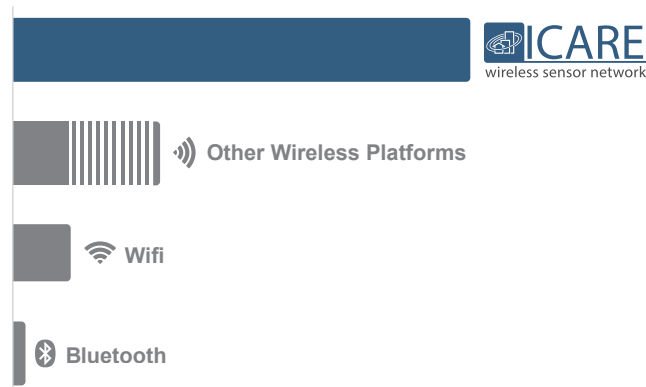 ICARE
wireless sensor network
Other Wireless Platforms
Wifi
Bluetooth